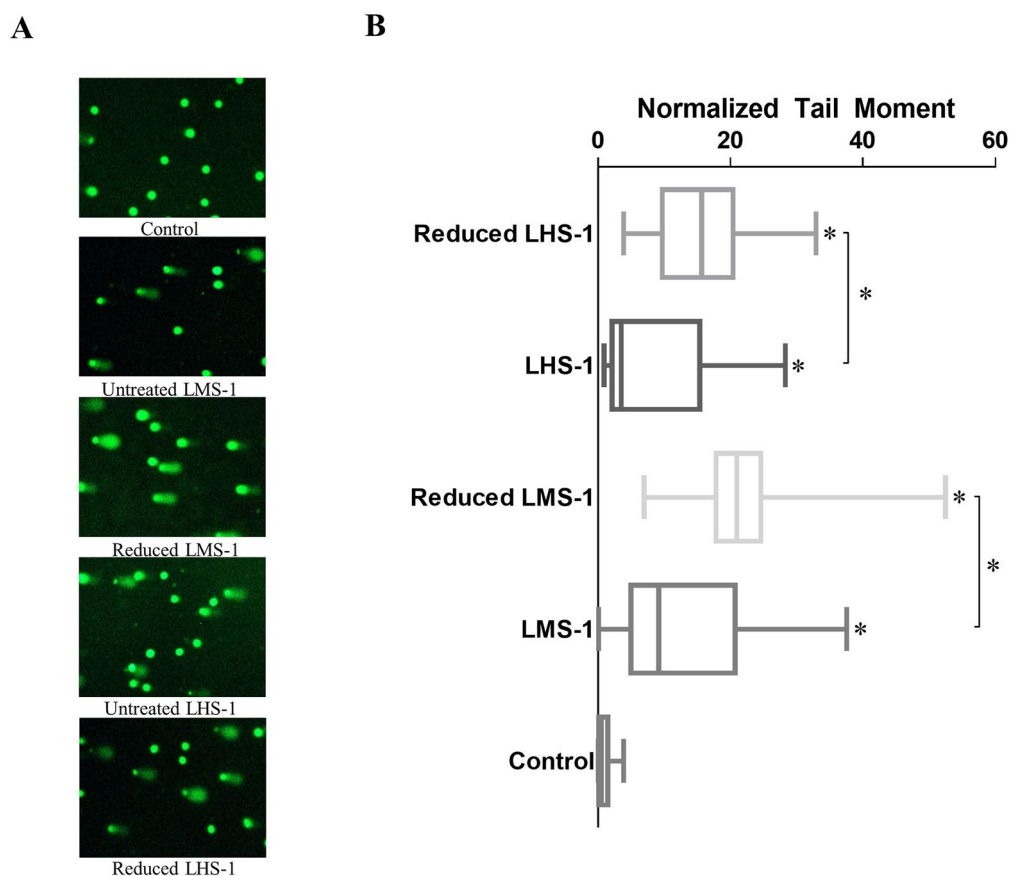 A
Control
Untreated LMS-1
Reduced LMS-1
Untreated LHS-1
Reduced LHS-1
B
Normalized Tail Moment
0 20 40 60
Reduced LHS-1 *
*
LHS-1 *
Reduced LMS-1 *
*
LMS-1 *
Control